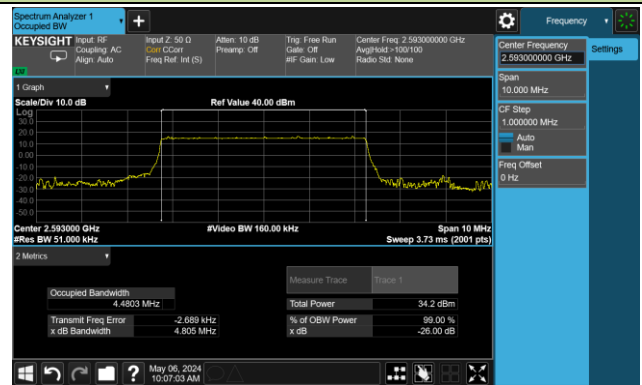 Spectrum Analyzer 1
Occupied BW
Frequency
KEYSIGHT
Input: RF
Coupling: AC
Align: Auto
Input Z: 50 Ω
Corr CCorr
Freq Ref: Int (S)
Atten: 10 dB
Preamp: Off
Trig: Free Run
Gate: Off
#IF Gain: Low
Center Freq: 2.593000000 GHz
Avg|Hold:>100/100
Radio Std: None
Center Frequency
2.593000000 GHz
Settings
Span
10.000 MHz
CF Step
1.000000 MHz
Auto
Man
Freq Offset
0 Hz
1 Graph
Scale/Div 10.0 dB
Ref Value 40.00 dBm
Log
30.0
20.0
10.0
0.00
-10.0
-20.0
-30.0
-40.0
-50.0
Center 2.593000 GHz
#Video BW 160.00 kHz
Span 10 MHz
#Res BW 51.000 kHz
Sweep 3.73 ms (2001 pts)
2 Metrics
Measure Trace
Trace 1
Occupied Bandwidth
4.4803 MHz
Total Power
34.2 dBm
Transmit Freq Error
-2.689 kHz
% of OBW Power
99.00 %
x dB Bandwidth
4.805 MHz
x dB
-26.00 dB
May 06, 2024
10:07:03 AM